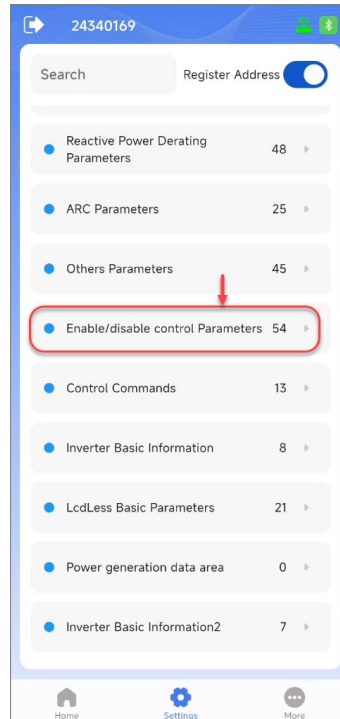 24340169
Search Register Address
Reactive Power Derating
Parameters 48
ARC Parameters 25
Others Parameters 45
Enable/disable control Parameters 54
Control Commands 13
Inverter Basic Information 8
LcdLess Basic Parameters 21
Power generation data area 0
Inverter Basic Information2 7
Home Settings More